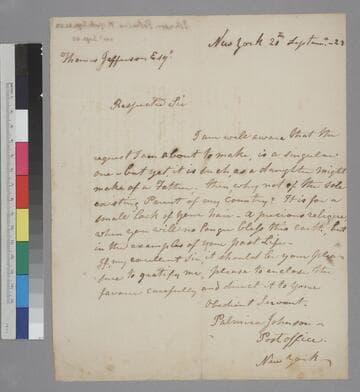 New York 20th Septemr. -23
Thomas Jefferson Esqr.
Respected Sir
I am well aware that the
request I am about to make, is a singular
one - but yet it is such as a daughter might
make of a Father. then why not of the sole
existing Parent of my Country? It is for a
small lock of your hair - A precious relique
when you will no longer bless this earth, but
in the examples of your past Life. -
If, my excellent Sir, it should be your plea-
sure to gratify me, please to enclose the
favour carefully and direct it to your
Obedient Servant.
Palmira Johnson -
Post office.
New York